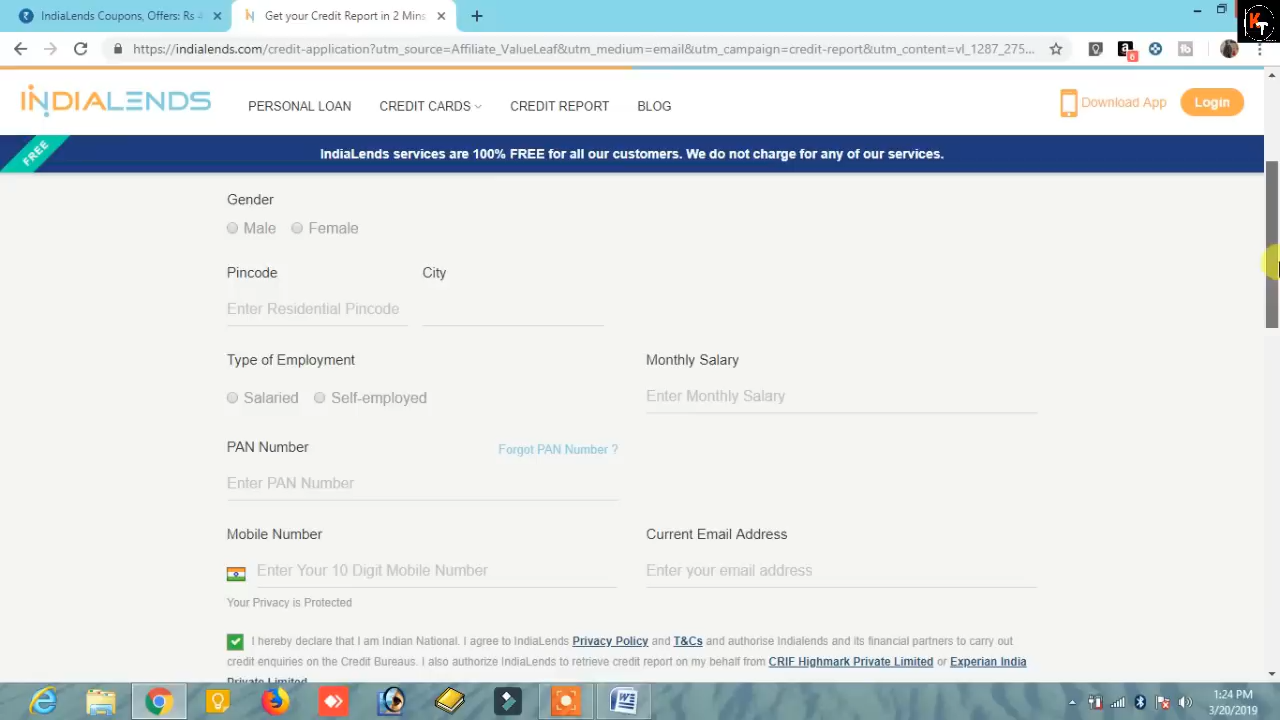 IndiaLends Coupons, Offers: Rs 4
Get your Credit Report in 2 Mins
https://indialends.com/credit-application?utm_source=Affiliate_ValueLeaf&utm_medium=email&utm_campaign=credit-report&utm_content=vl_1287_275...
KT
INDIALENDS
PERSONAL LOAN CREDIT CARDS CREDIT REPORT BLOG
Download App
Login
FREE
IndiaLends services are 100% FREE for all our customers. We do not charge for any of our services.
Gender
Male Female
Pincode City
Enter Residential Pincode
Type of Employment Monthly Salary
Salaried Self-employed Enter Monthly Salary
PAN Number Forgot PAN Number ?
Enter PAN Number
Mobile Number Current Email Address
Enter Your 10 Digit Mobile Number Enter your email address
Your Privacy is Protected
I hereby declare that I am Indian National. I agree to IndiaLends Privacy Policy and T&Cs and authorise Indialends and its financial partners to carry out
credit enquiries on the Credit Bureaus. I also authorize IndiaLends to retrieve credit report on my behalf from CRIF Highmark Private Limited or Experian India
Private Limited
1:24 PM
3/20/2019